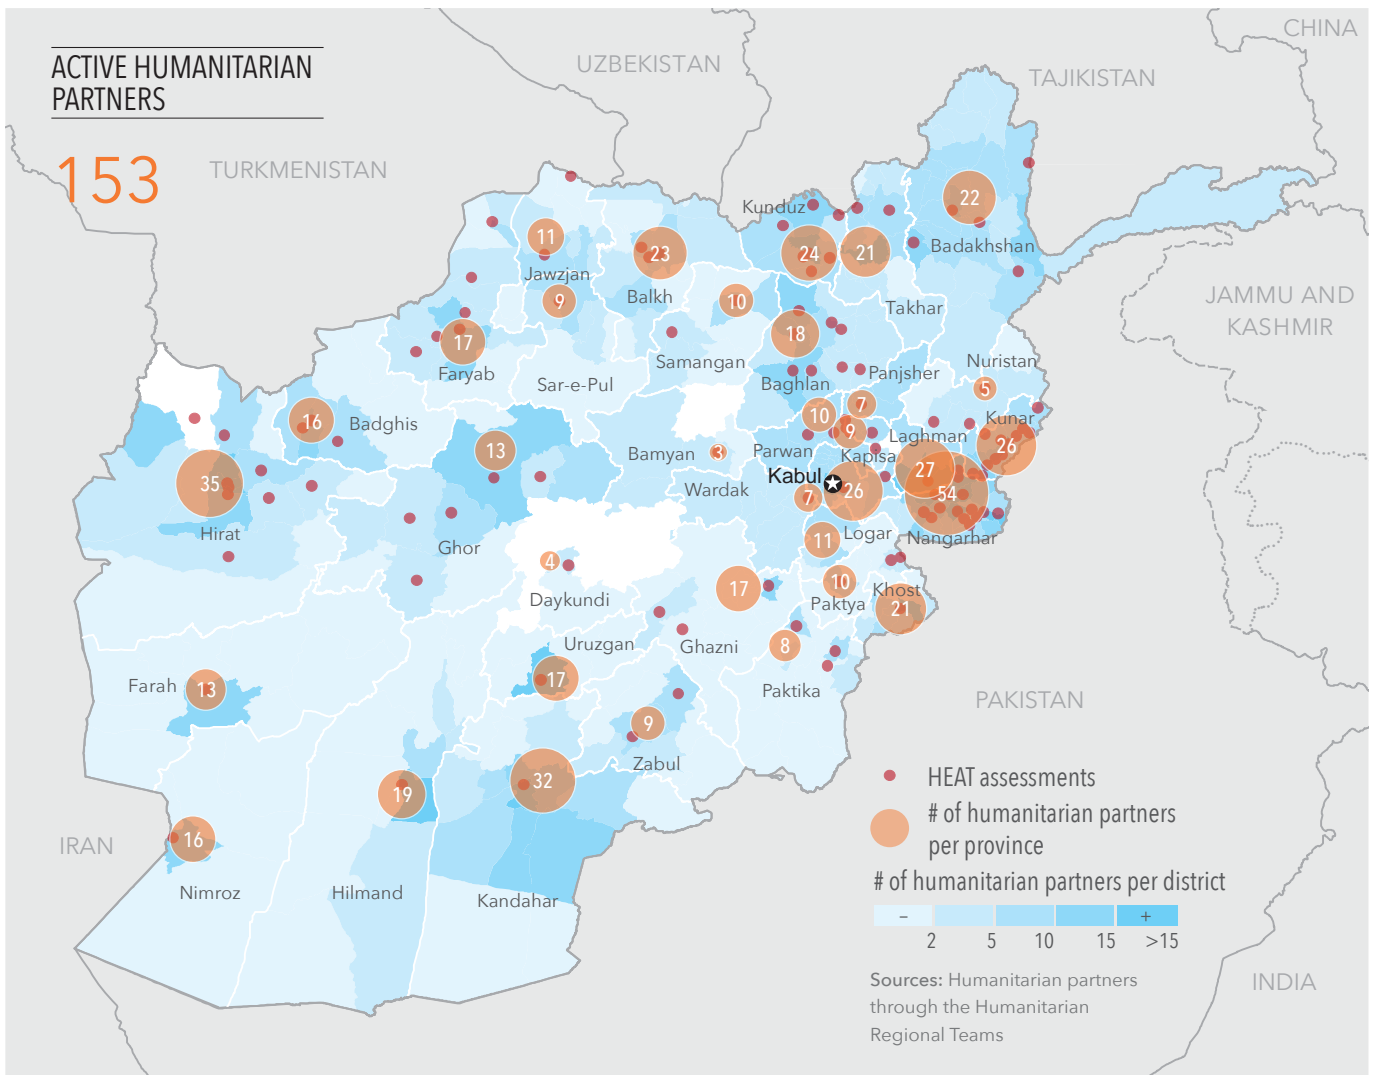 ACTIVE HUMANITARIAN
PARTNERS
153
TURKMENISTAN
UZBEKISTAN
TAJIKISTAN
CHINA
JAMMU AND
KASHMIR
PAKISTAN
INDIA
IRAN
22
Badakhshan
Kunduz
24
21
Takhar
11
Jawzjan
23
Balkh
9
10
Samangan
18
Baghlan
17
Faryab
Sar-e-Pul
Panjsher
Nuristan
5
16
Badghis
13
10
7
9
Kunar
26
Laghman
27
Parwan
Kapisa
Bamyan
3
35
Hirat
Kabul
26
54
Nangarhar
Wardak
7
Ghor
11
Logar
4
Daykundi
17
10
Paktya
Khost
21
Uruzgan
Ghazni
8
Paktika
Farah
13
17
9
Zabul
19
32
16
Nimroz
Hilmand
Kandahar
HEAT assessments
# of humanitarian partners
per province
# of humanitarian partners per district
– +
2 5 10 15 >15
Sources: Humanitarian partners
through the Humanitarian
Regional Teams